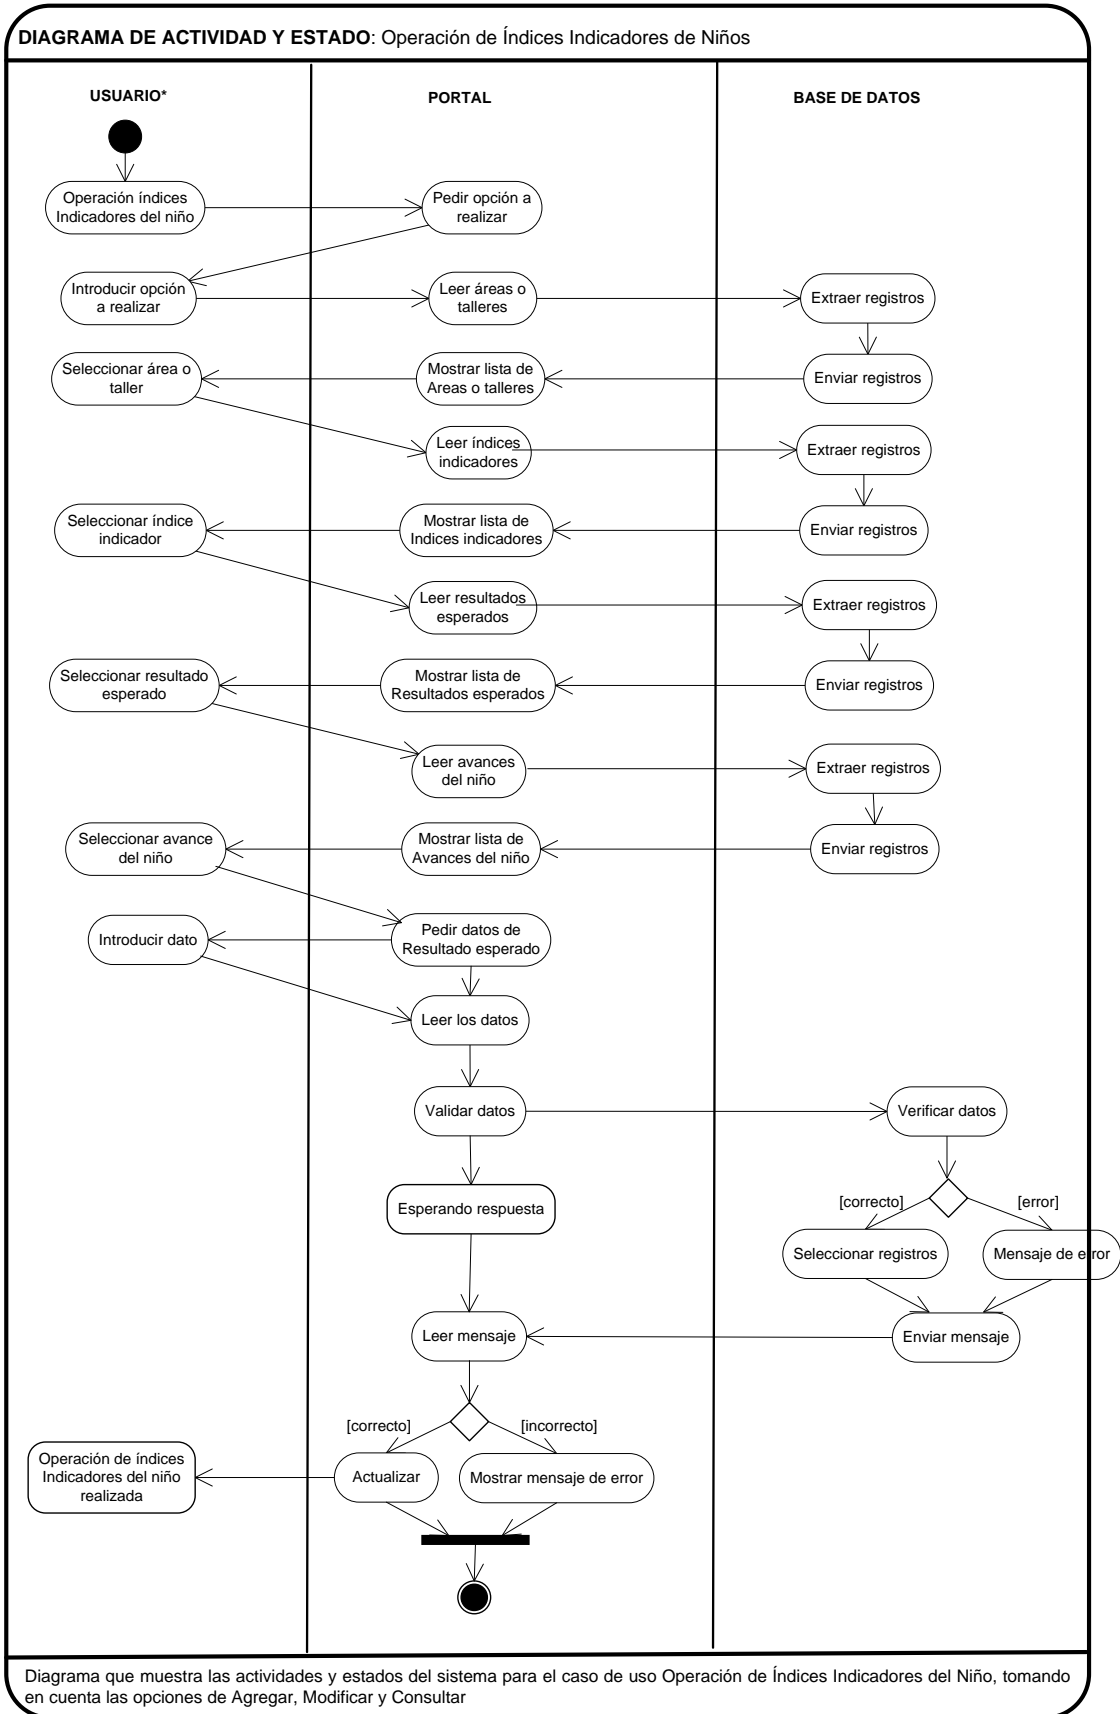 DIAGRAMA DE ACTIVIDAD Y ESTADO: Operación de Índices Indicadores de Niños
USUARIO*
PORTAL
BASE DE DATOS
Operación índices
Indicadores del niño
Pedir opción a
realizar
Introducir opción
a realizar
Leer áreas o
talleres
Extraer registros
Seleccionar área o
taller
Mostrar lista de
Areas o talleres
Enviar registros
Leer índices
indicadores
Extraer registros
Seleccionar índice
indicador
Mostrar lista de
Indices indicadores
Enviar registros
Leer resultados
esperados
Extraer registros
Seleccionar resultado
esperado
Mostrar lista de
Resultados esperados
Enviar registros
Leer avances
del niño
Extraer registros
Seleccionar avance
del niño
Mostrar lista de
Avances del niño
Enviar registros
Introducir dato
Pedir datos de
Resultado esperado
Leer los datos
Validar datos
Verificar datos
Esperando respuesta
[correcto]
[error]
Seleccionar registros
Mensaje de error
Leer mensaje
Enviar mensaje
[correcto]
[incorrecto]
Operación de índices
Indicadores del niño
realizada
Actualizar
Mostrar mensaje de error
Diagrama que muestra las actividades y estados del sistema para el caso de uso Operación de Índices Indicadores del Niño, tomando
en cuenta las opciones de Agregar, Modificar y Consultar